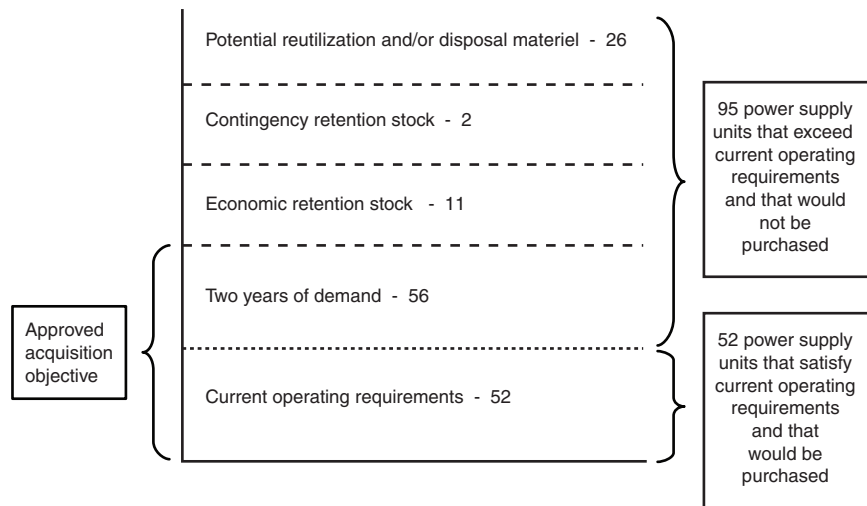 Potential reutilization and/or disposal materiel - 26
Contingency retention stock - 2
Economic retention stock - 11
Two years of demand - 56
Current operating requirements - 52
Approved
acquisition
objective
95 power supply
units that exceed
current operating
requirements
and that would
not be
purchased
52 power supply
units that satisfy
current operating
requirements
and that
would be
purchased